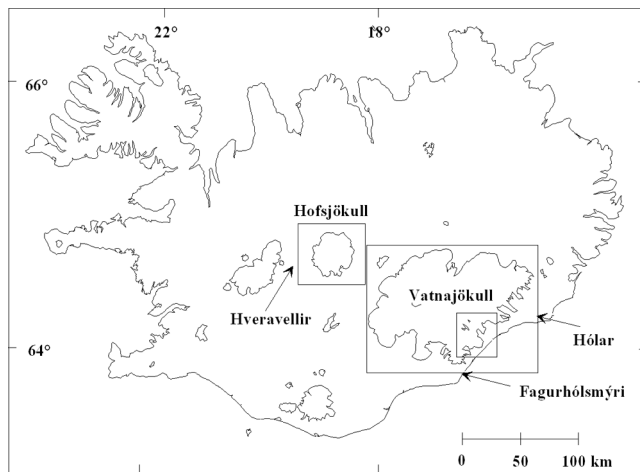 22° 18°
66°
Hofsjökull
Hveravellir
Vatnajökull
64°
Hólar
Fagurhólsmýri
0 50 100 km